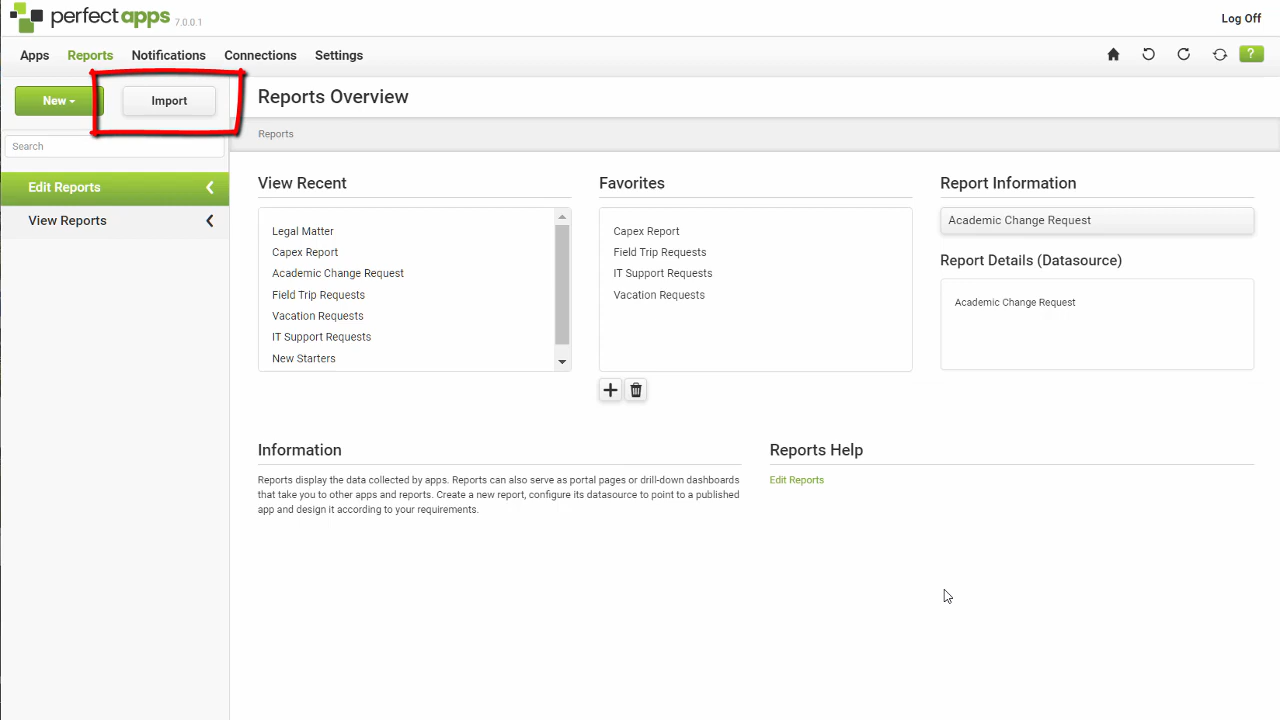 perfectapps 7.0.0.1
Log Off
Apps Reports Notifications Connections Settings
?
New Import
Reports Overview
Search
Reports
Edit Reports
View Reports
View Recent
Legal Matter
Capex Report
Academic Change Request
Field Trip Requests
Vacation Requests
IT Support Requests
New Starters
Favorites
Capex Report
Field Trip Requests
IT Support Requests
Vacation Requests
Report Information
Academic Change Request
Report Details (Datasource)
Academic Change Request
Information
Reports display the data collected by apps. Reports can also serve as portal pages or drill-down dashboards
that take you to other apps and reports. Create a new report, configure its datasource to point to a published
app and design it according to your requirements.
Reports Help
Edit Reports